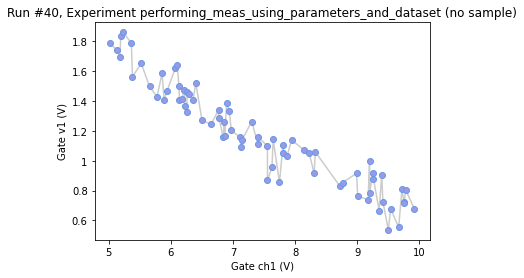 Run #40, Experiment performing_meas_using_parameters_and_dataset (no sample)
1.8
1.6
1.4
1.2
1
0.8
0.6
Gate v1 (V)
5 6 7 8 9 10
Gate ch1 (V)